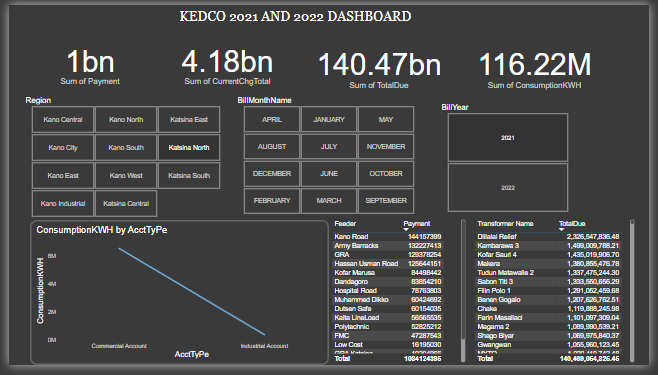 KEDCO 2021 AND 2022 DASHBOARD
1bn
Sum of Payment
4.18bn
Sum of CurrentChgTotal
140.47bn
Sum of TotalDue
116.22M
Sum of ConsumptionKWH
Region
Kano Central Kano North Katsina East
Kano City Kano South Katsina North
Kano East Kano West Katsina South
Kano Industrial Katsina Central
BillMonthName
APRIL JANUARY MAY
AUGUST JULY NOVEMBER
DECEMBER JUNE OCTOBER
FEBRUARY MARCH SEPTEMBER
BillYear
2021
2022
ConsumptionKWH by AcctTyPe
ConsumptionKWH
6M
4M
2M
0M
Commercial Account Industrial Account
AcctTyPe
Feeder Payment
Kano Road 144157399
Army Barracks 132227413
GRA 129378254
Hassan Usman Road 125644151
Kofar Marusa 84498442
Dandagoro 83854210
Hospital Road 78763803
Muhammed Dikko 60424692
Dutsen Safe 60154035
Keita LineLoad 56565535
Polytechnic 52825212
FMC 47287543
Low Cost 16195030
GRA Katsina
Total 1084124395
Transformer Name TotalDue
Dillalai Relief 2,326,547,836.48
Kambarawa 3 1,499,009,788.21
Kofar Sauri 4 1,435,019,906.70
Makera 1,380,855,476.78
Tudun Matawalle 2 1,337,475,244.30
Sabon Titi 3 1,333,550,656.29
Filin Polo 1 1,291,052,459.68
Benen Gogalo 1,207,826,762.51
Chake 1,119,888,245.98
Farin Masallaci 1,101,097,309.04
Magama 2 1,089,990,539.21
Shago Biyar 1,069,975,840.37
Gwangwan 1,055,960,123.45
Total 140,469,054,325.45